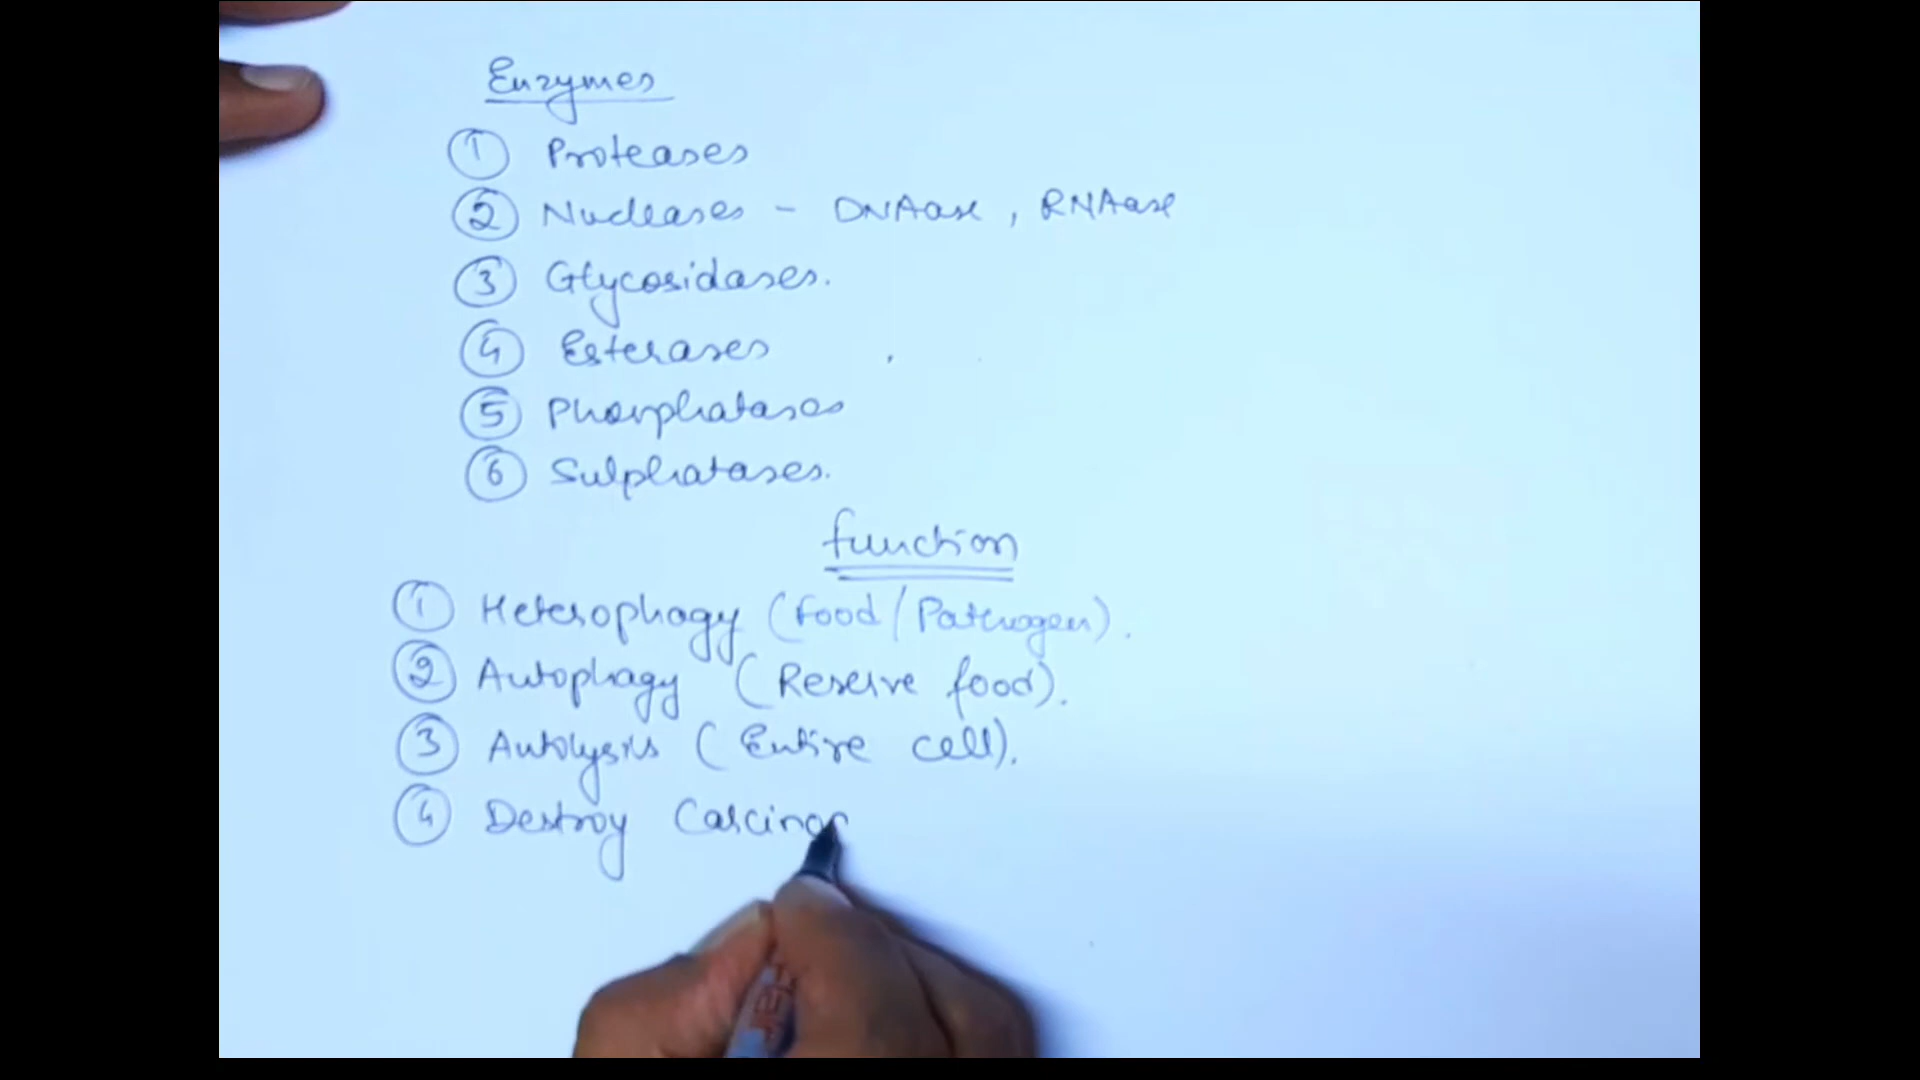 Enzymes
① Proteases
② Nucleases - DNAase, RNAase
③ Glycosidases.
④ Esterases
⑤ Phosphatases
⑥ Sulphatases.
function
① Heterophagy (Food/Pathogen).
② Autophagy (Reserve food).
③ Autolysis (Entire cell).
④ Destroy Carcino